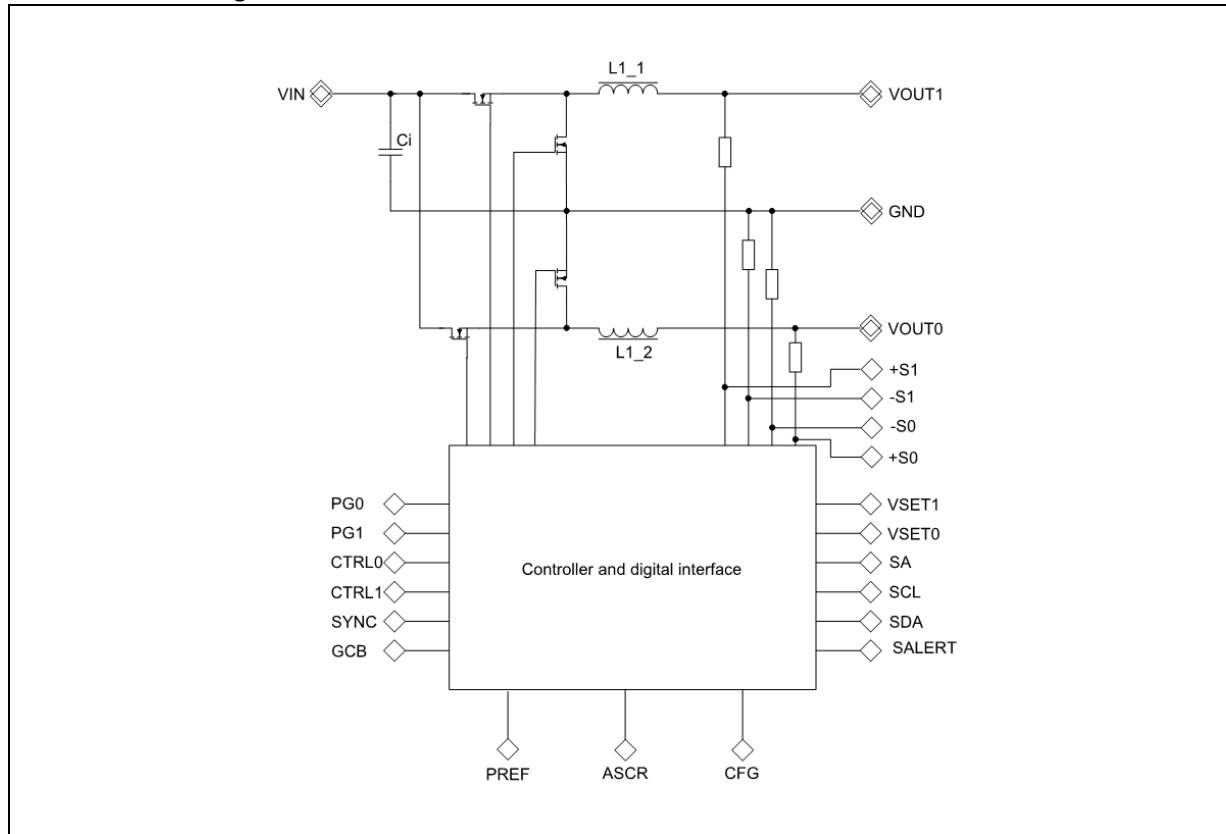 L1_1
VIN
VOUT1
Ci
GND
VOUT0
L1_2
+S1
-S1
-S0
+S0
PG0
VSET1
PG1
VSET0
CTRL0
Controller and digital interface
SA
CTRL1
SCL
SYNC
SDA
GCB
SALERT
PREF
ASCR
CFG